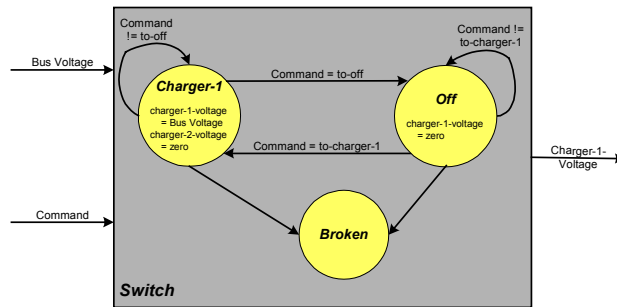 Command
!= to-off
Command !=
to-charger-1
Bus Voltage
Charger-1
charger-1-voltage
= Bus Voltage
charger-2-voltage
= zero
Command = to-off
Off
charger-1-voltage
= zero
Command = to-charger-1
Charger-1-
Voltage
Command
Broken
Switch